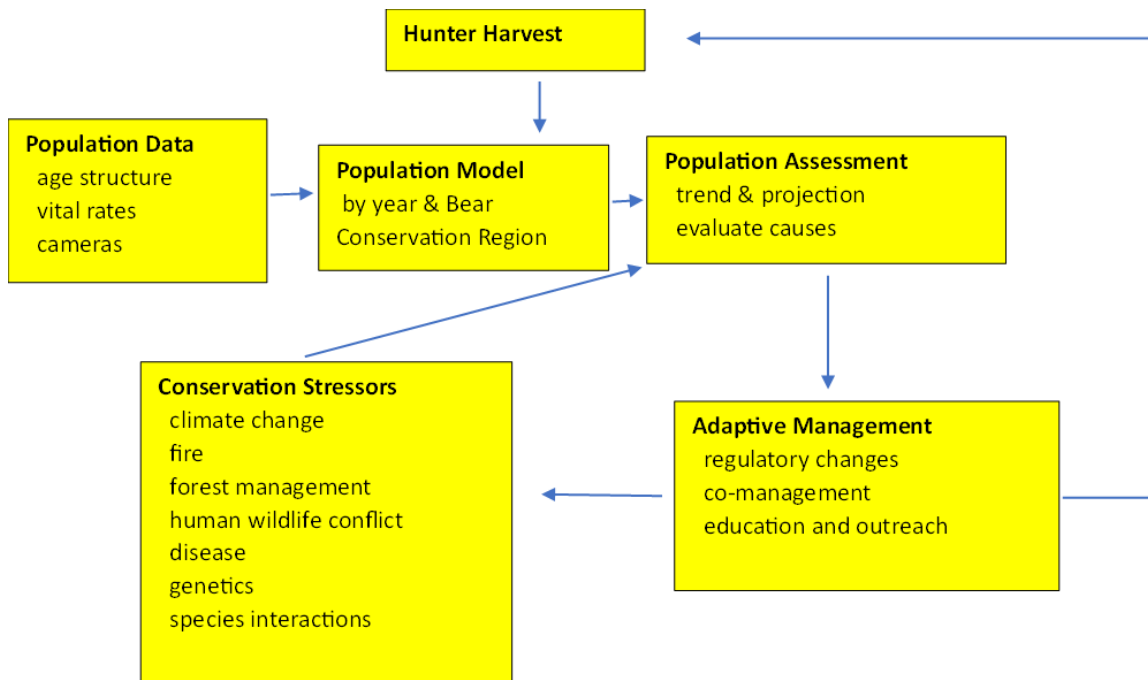 Hunter Harvest
Population Data
age structure
vital rates
cameras
Population Model
by year & Bear
Conservation Region
Population Assessment
trend & projection
evaluate causes
Conservation Stressors
climate change
fire
forest management
human wildlife conflict
disease
genetics
species interactions
Adaptive Management
regulatory changes
co-management
education and outreach